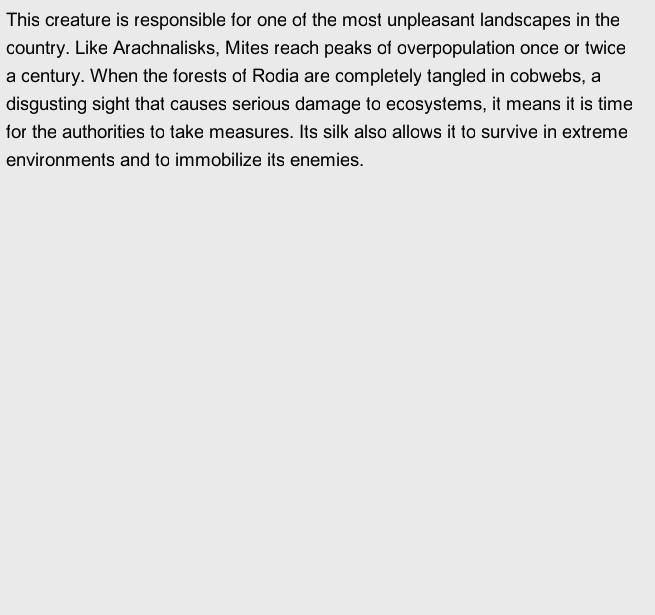 This creature is responsible for one of the most unpleasant landscapes in the
country. Like Arachnalisks, Mites reach peaks of overpopulation once or twice
a century. When the forests of Rodia are completely tangled in cobwebs, a
disgusting sight that causes serious damage to ecosystems, it means it is time
for the authorities to take measures. Its silk also allows it to survive in extreme
environments and to immobilize its enemies.